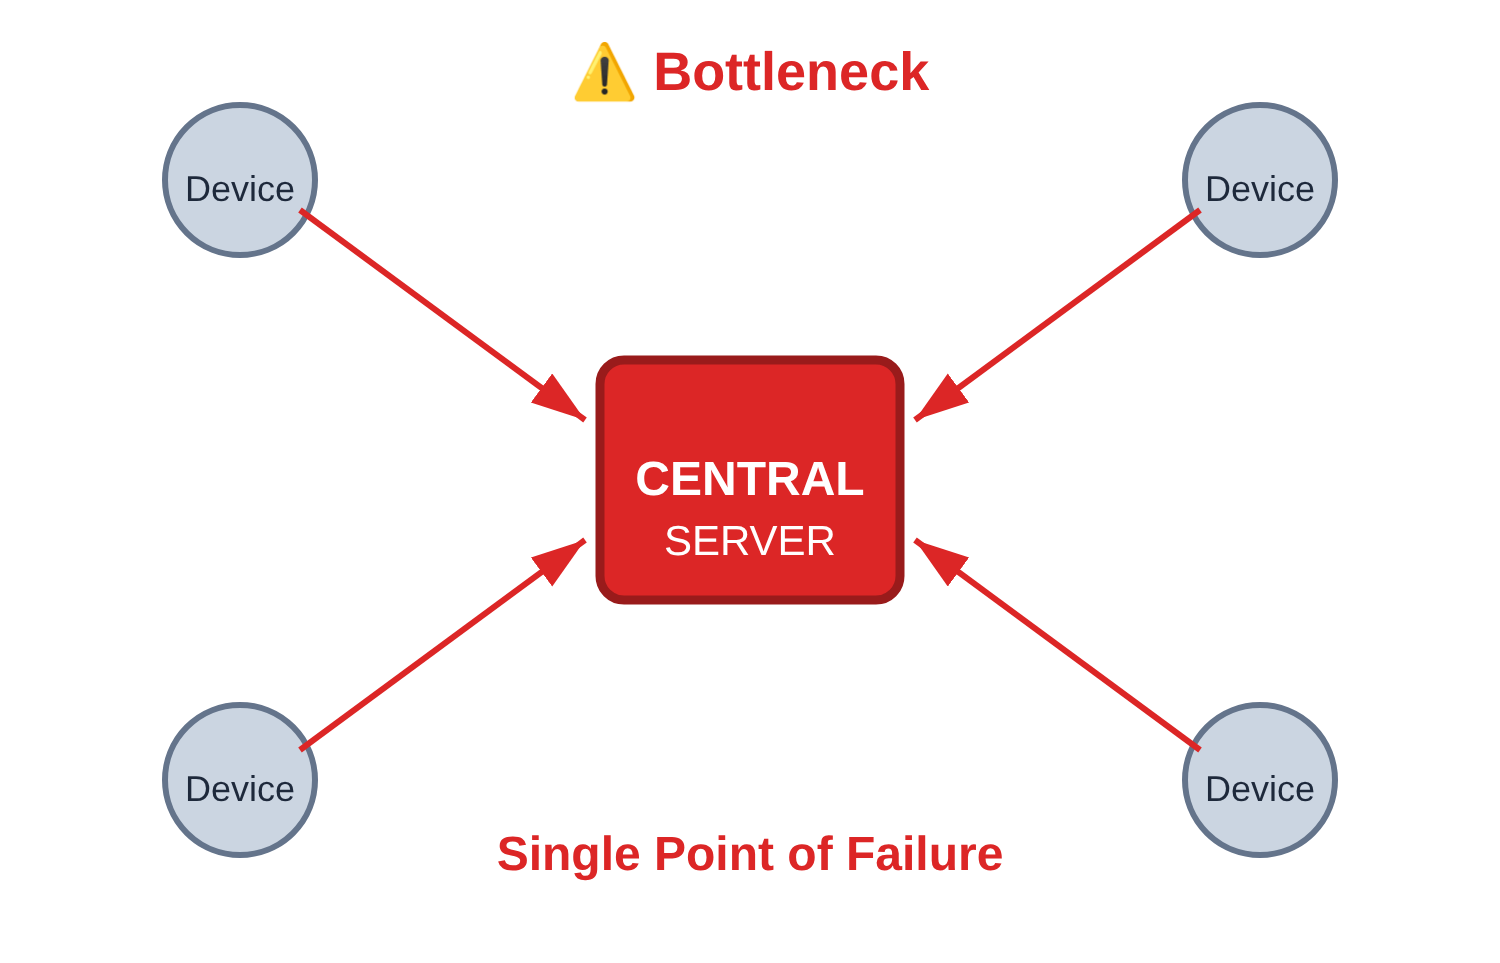 ⚠️ Bottleneck
Device
Device
CENTRAL
SERVER
Device
Device
Single Point of Failure